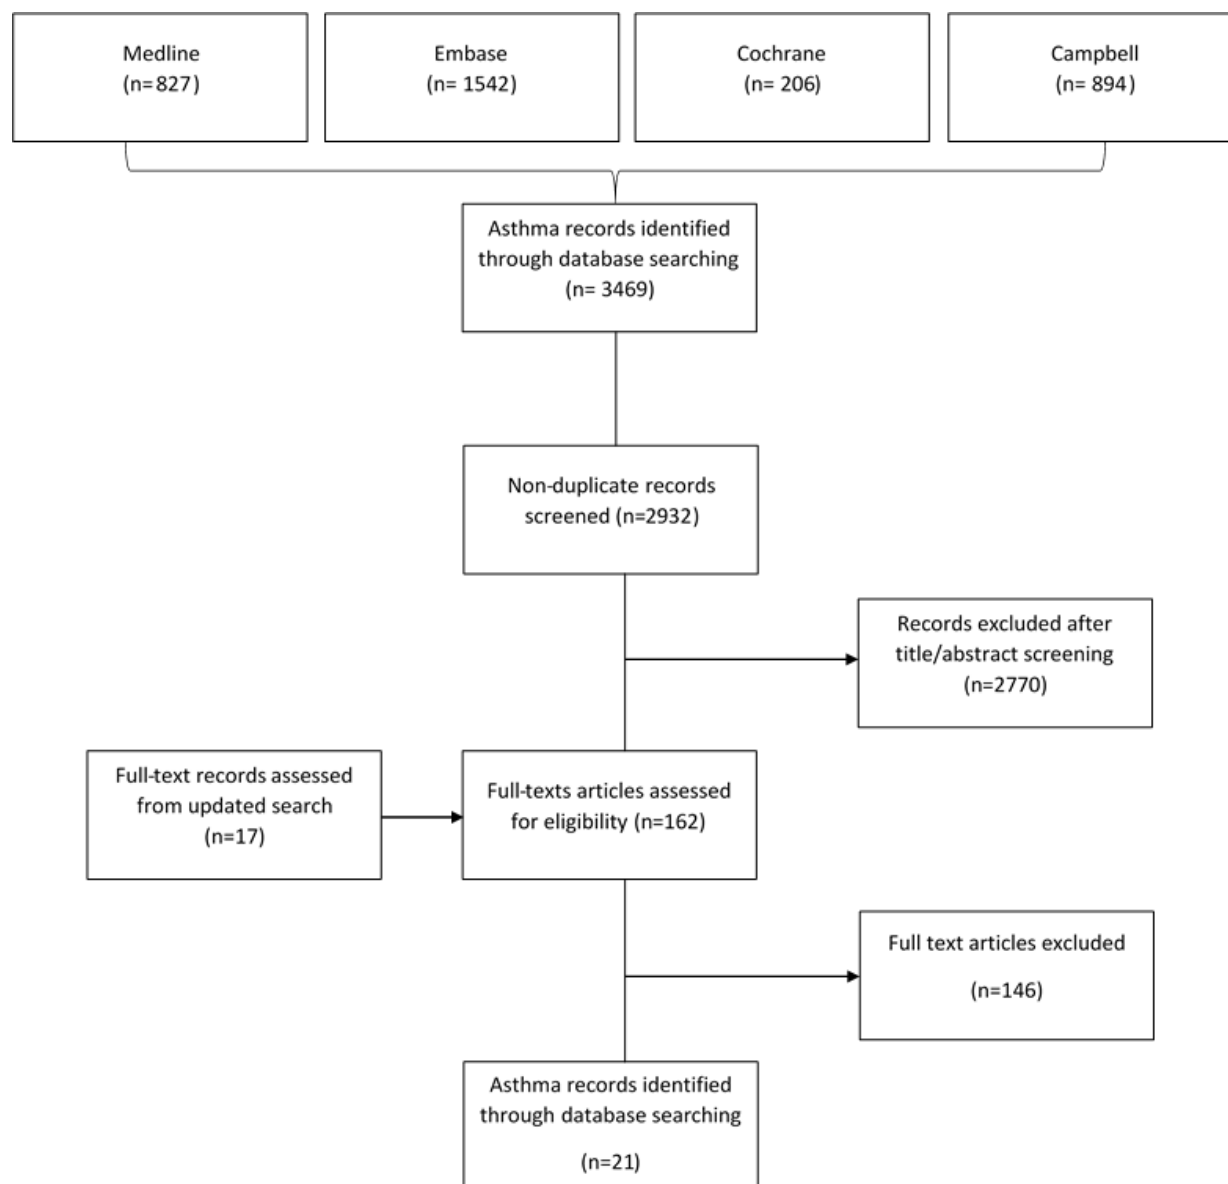 Medline
(n= 827)
Embase
(n= 1542)
Cochrane
(n= 206)
Campbell
(n= 894)
Asthma records identified
through database searching
(n= 3469)
Non-duplicate records
screened (n=2932)
Records excluded after
title/abstract screening
(n=2770)
Full-text records assessed
from updated search
(n=17)
Full-texts articles assessed
for eligibility (n=162)
Full text articles excluded
(n=146)
Asthma records identified
through database searching
(n=21)